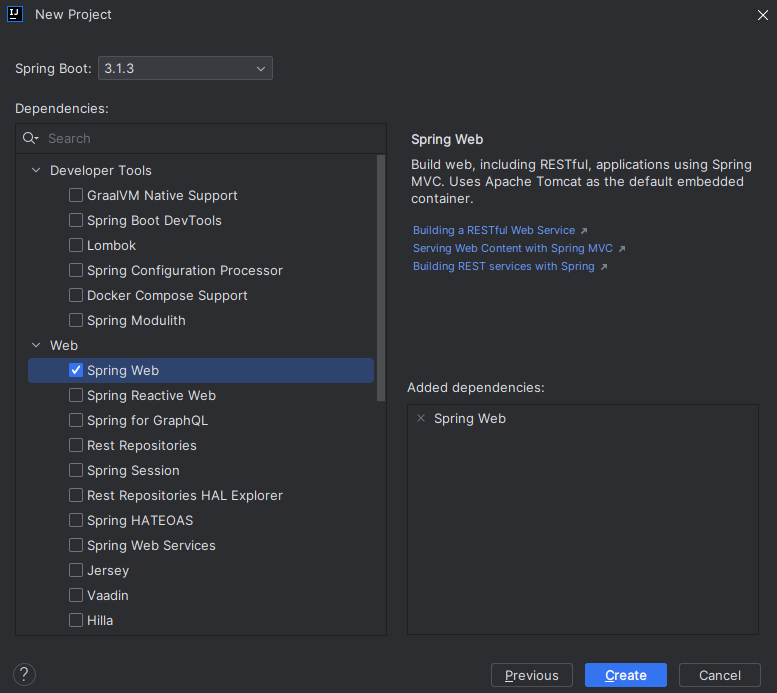 IJ New Project
Spring Boot: 3.1.3
Dependencies:
Search
Developer Tools
GraalVM Native Support
Spring Boot DevTools
Lombok
Spring Configuration Processor
Docker Compose Support
Spring Modulith
Web
Spring Web
Spring Reactive Web
Spring for GraphQL
Rest Repositories
Spring Session
Rest Repositories HAL Explorer
Spring HATEOAS
Spring Web Services
Jersey
Vaadin
Hilla
Spring Web
Build web, including RESTful, applications using Spring
MVC. Uses Apache Tomcat as the default embedded
container.
Building a RESTful Web Service
Serving Web Content with Spring MVC
Building REST services with Spring
Added dependencies:
Spring Web
? Previous Create Cancel